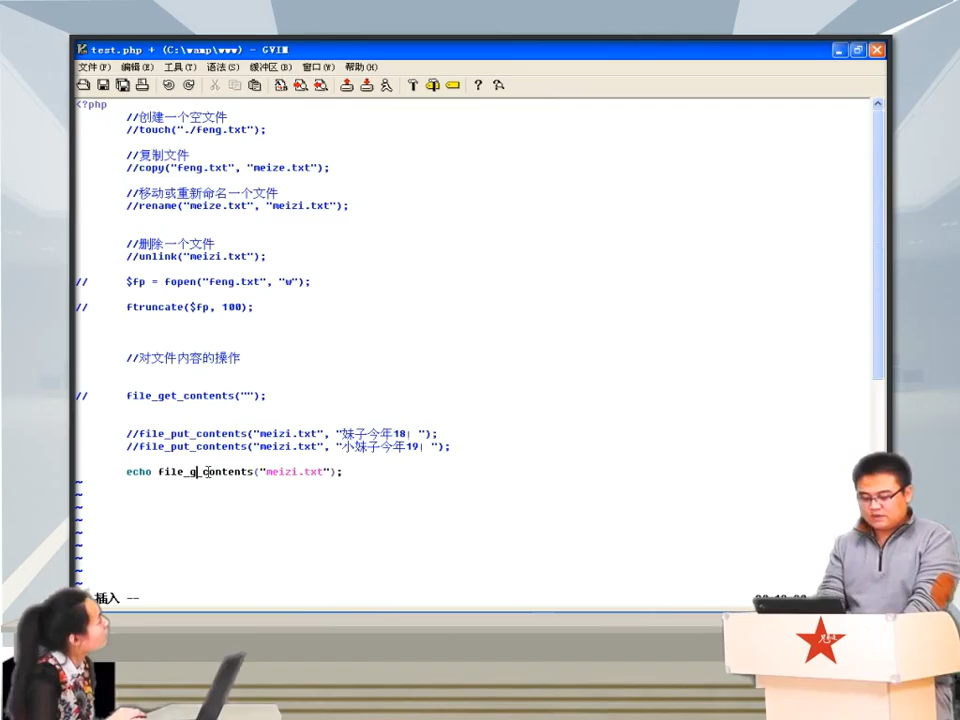 test.php + (C:\wamp\www) - GVIM
文件(F) 编辑(E) 工具(T) 语法(S) 缓冲区(B) 窗口(W) 帮助(H)
<?php
//创建一个空文件
//touch("./feng.txt");
//复制文件
//copy("feng.txt", "meize.txt");
//移动或重新命名一个文件
//rename("meize.txt", "meizi.txt");
//删除一个文件
//unlink("meizi.txt");
// $fp = fopen("feng.txt", "w");
// ftruncate($fp, 100);
//对文件内容的操作
// file_get_contents("");
//file_put_contents("meizi.txt", "妹子今年18| ");
//file_put_contents("meizi.txt", "小妹子今年19| ");
echo file_g_contents("meizi.txt");
~
~
~
~
~
~
~
~
~
插入 --